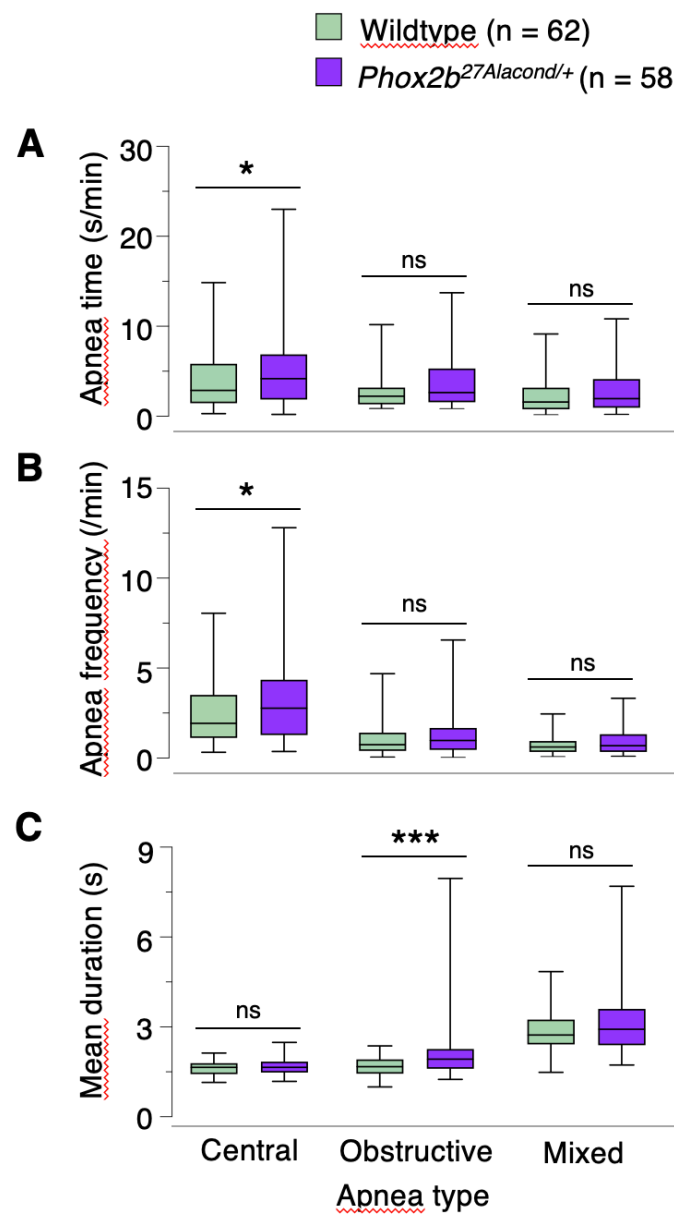 Wildtype (n = 62)
Phox2b27Alacond/+ (n = 58
A
Apnea time (s/min)
30
20
10
0
*
ns
ns
B
Apnea frequency (/min)
15
10
5
0
*
ns
ns
C
Mean duration (s)
9
6
3
0
ns
***
ns
Central Obstructive Mixed
Apnea type